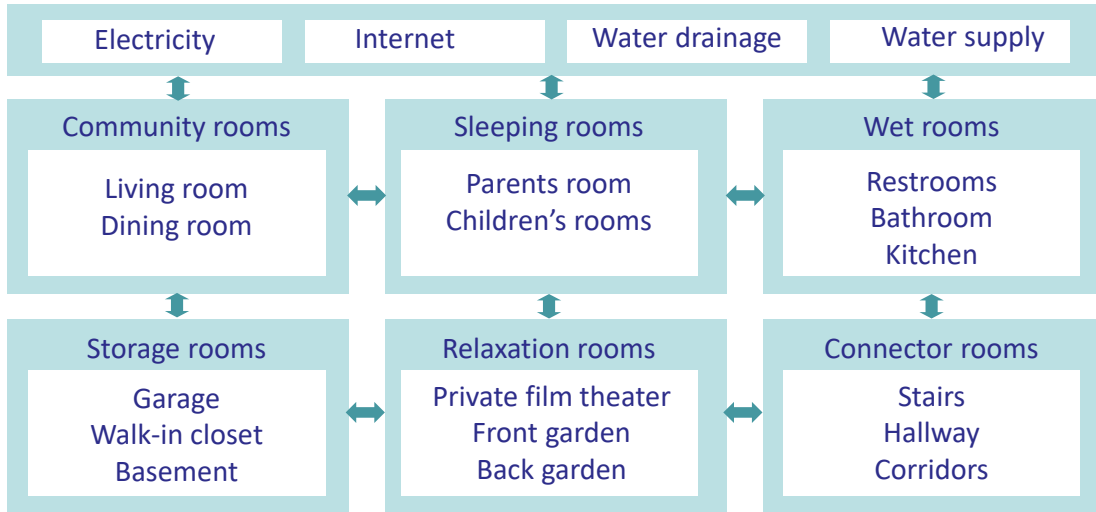 Electricity
Internet
Water drainage
Water supply
Community rooms
Living room
Dining room
Sleeping rooms
Parents room
Children’s rooms
Wet rooms
Restrooms
Bathroom
Kitchen
Storage rooms
Garage
Walk-in closet
Basement
Relaxation rooms
Private film theater
Front garden
Back garden
Connector rooms
Stairs
Hallway
Corridors